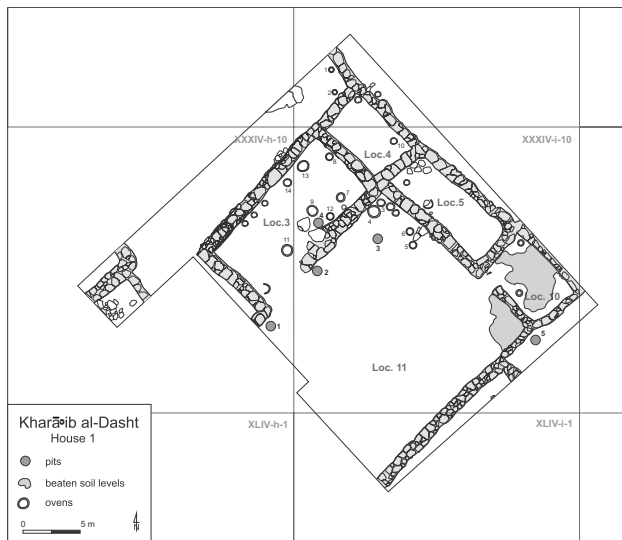 1
2
XXXIV-h-10
XXXIV-i-10
10
Loc.4
8
13
14
7
Loc.5
9
4
12
3
4
Loc.3
6
5
3
11
2
Loc. 10
1
5
Loc. 11
XLIV-h-1
XLIV-i-1
Kharāʾib al-Dasht
House 1
pits
beaten soil levels
ovens
0 5 m
N